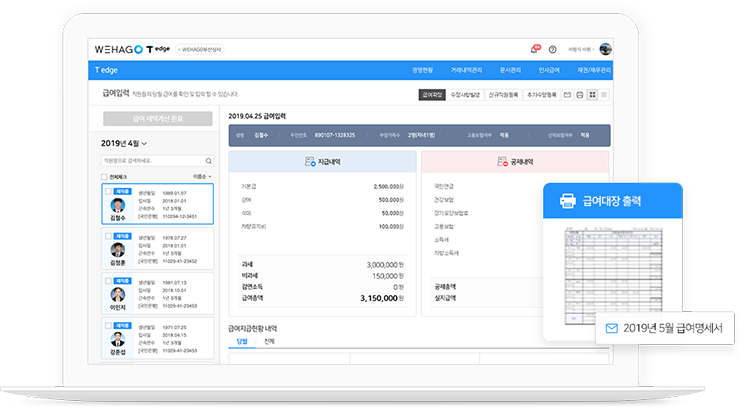 WEHAGO T edge WEHAGO부산성사
T edge 경영현황 거래내역관리 문서관리 인사급여 채권/채무관리
급여입력 직원들의 당월 급여를 확인 및 입력 할 수 있습니다. 급여확정 수정사항발생 신규직원등록 추가수당등록
급여 세액계산 완료
2019년 4월
직원명으로 검색하세요.
전체체크 이름순
재직중 생년월일 1989.01.07
입사일 2018.01.01
근속연수 1년 3개월
김철수 [국민은행] 110294-12-3451
재직중 생년월일 1978.07.27
입사일 2018.01.01
근속연수 1년 3개월
김정훈 [국민은행] 11029-41-23452
재직중 생년월일 1981.07.13
입사일 2018.10.01
근속연수 1년 3개월
이민지 [국민은행] 11029-41-23453
재직중 생년월일 1971.07.25
입사일 2018.04.15
근속연수 1년 3개월
강준섭 [국민은행] 11029-41-23453
2019.04.25 급여입력
성명 김철수 주민번호 890107-1328325 부양가족수 2명(자녀1명) 고용보험여부 적용 산재보험여부 적용
지급내역
기본급 2,500,000원
상여 500,000원
식대 50,000원
차량유지비 100,000원
과세 3,000,000원
비과세 150,000원
감면소득 0원
급여총액 3,150,000원
공제내역
국민연금
건강보험
장기요양보험료
고용보험
소득세
지방소득세
공제총액
실지급액
급여지급현황 내역
당월 전체
급여대장 출력
2019년 5월 급여명세서